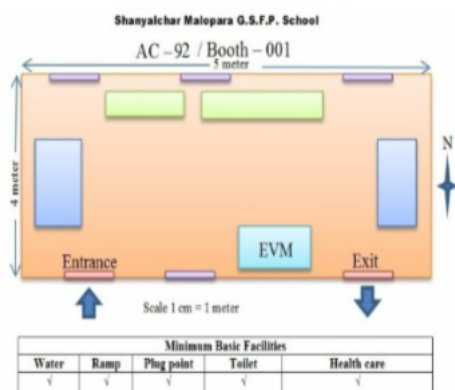 Shanyalchar Malopara G.S.F.P. School
AC – 92 / Booth – 001
5 meter
4 meter
N
EVM
Entrance
Exit
Scale 1 cm = 1 meter
Minimum Basic Facilities
Water Ramp Plug point Toilet Health care
√ √ √ √ √